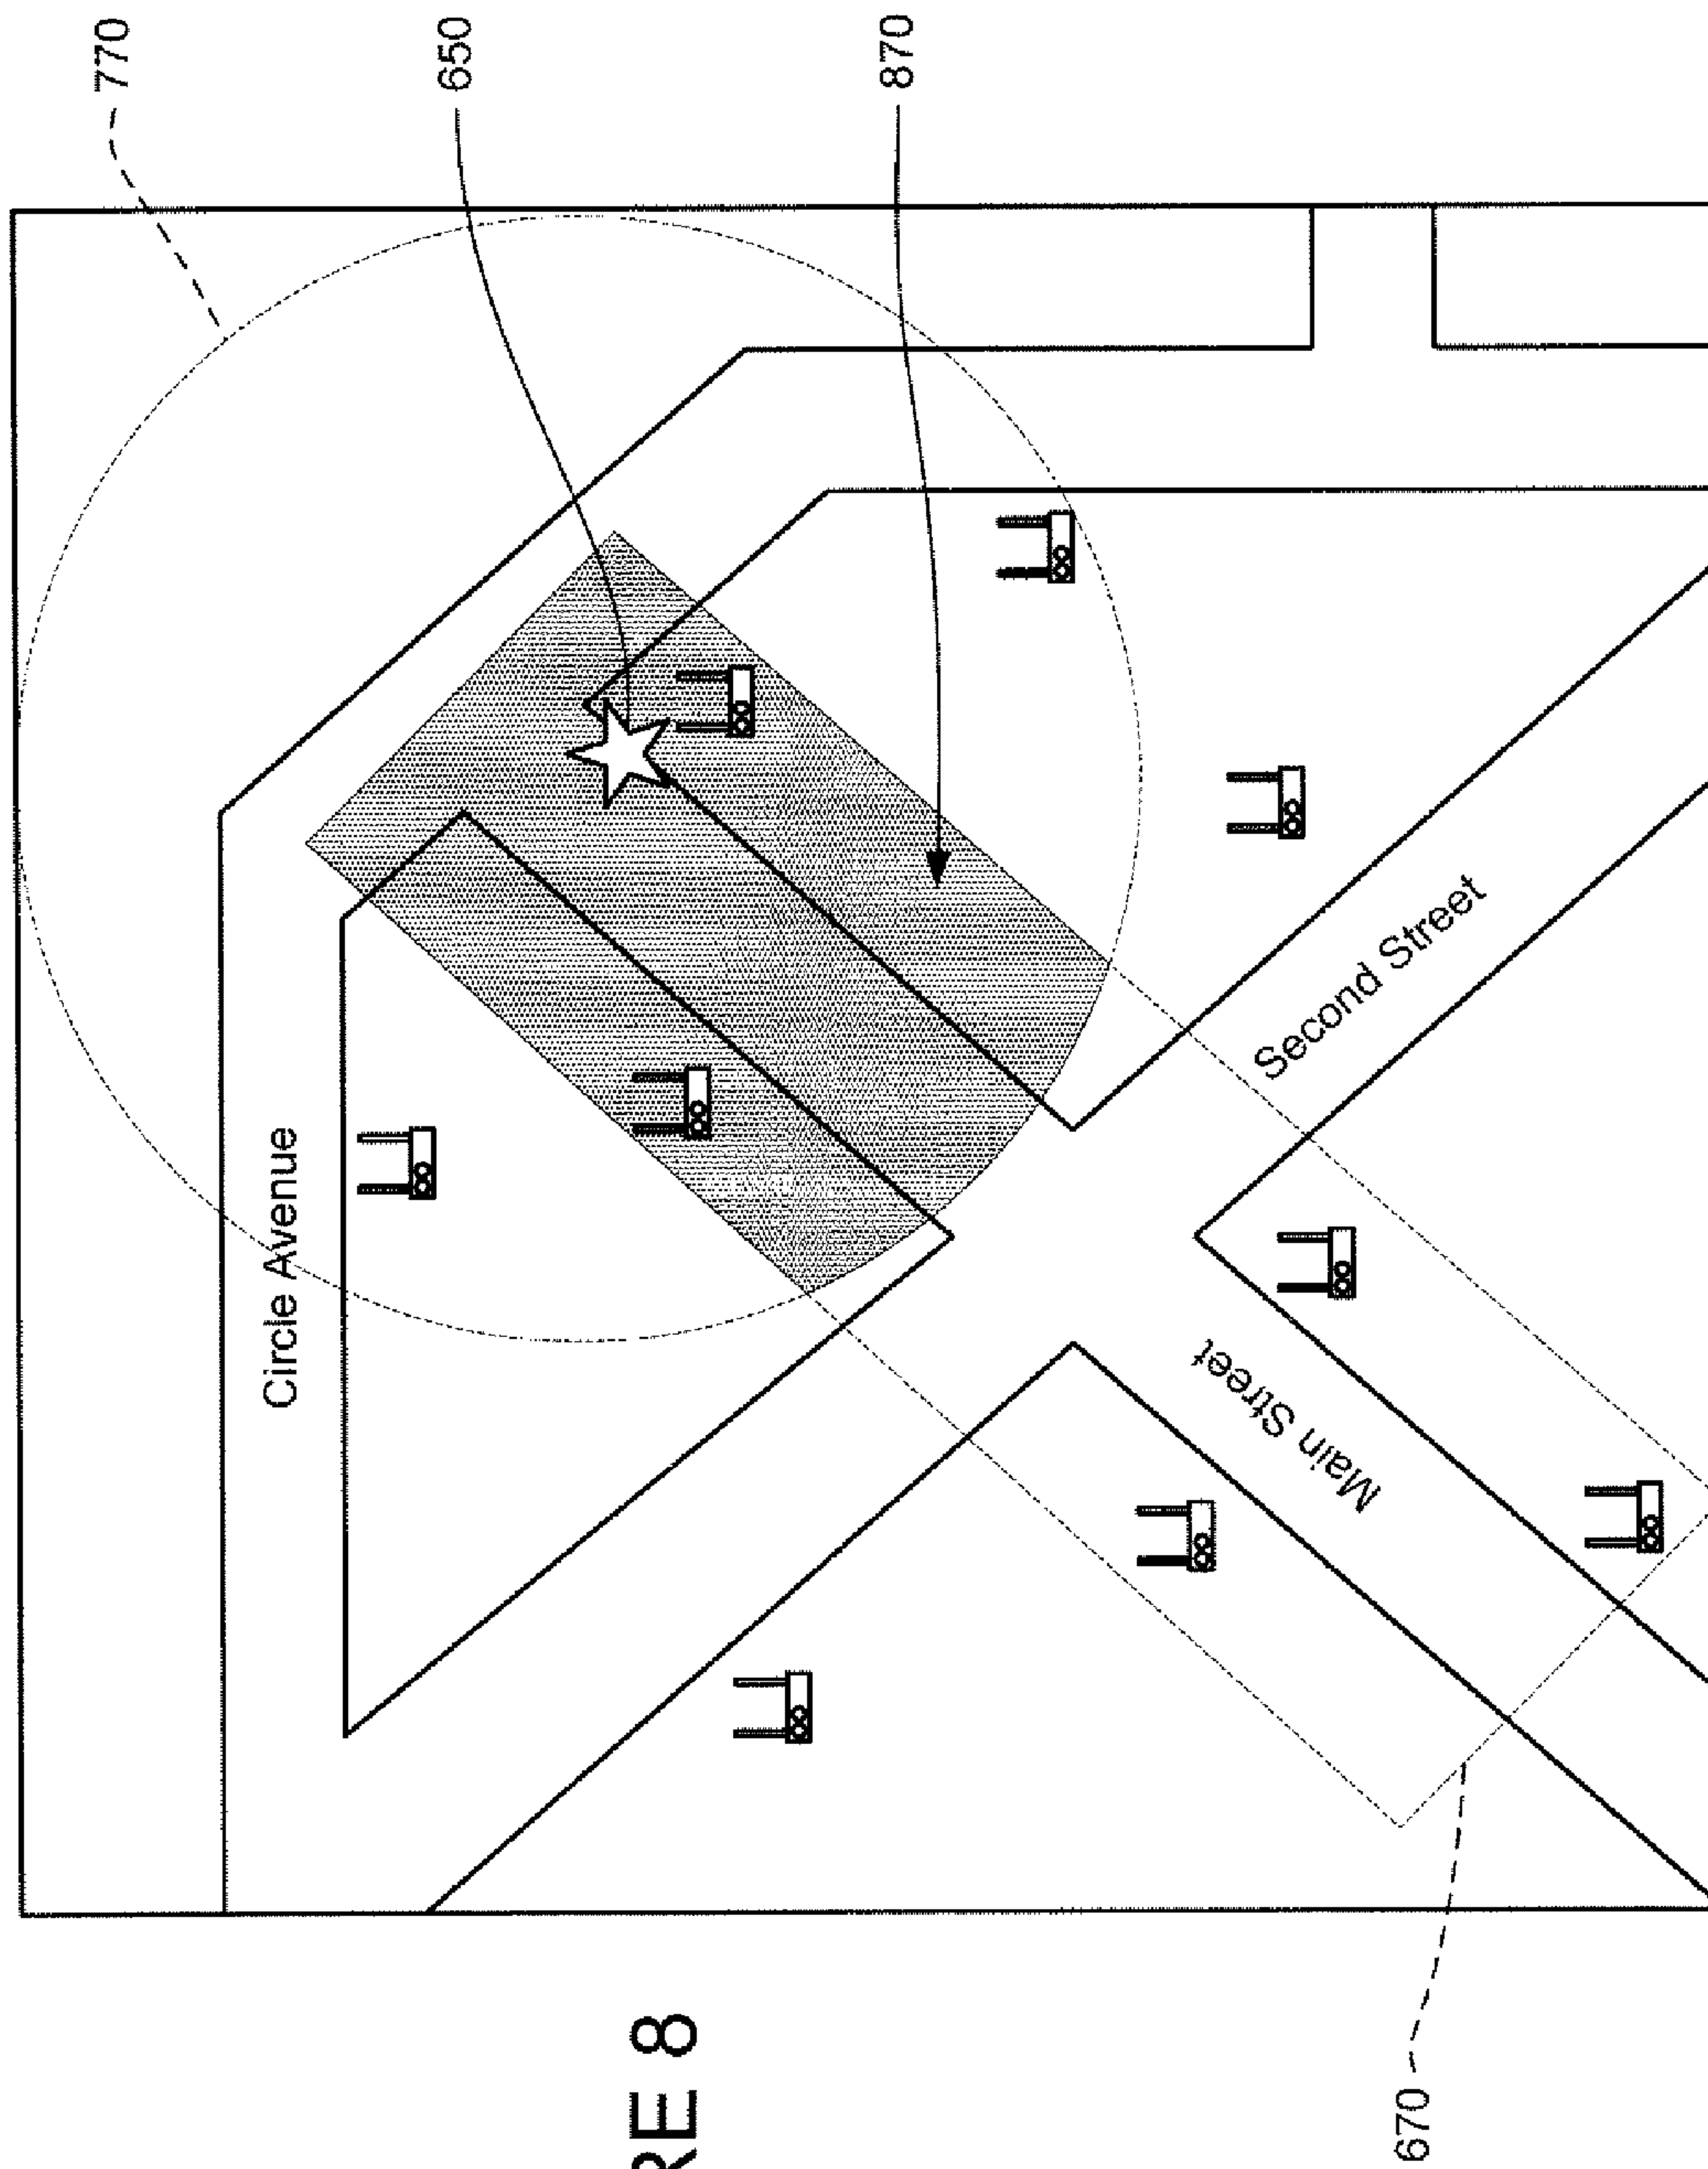 770
Circle Avenue
650
RE 8
870
Main Street
Second Street
670